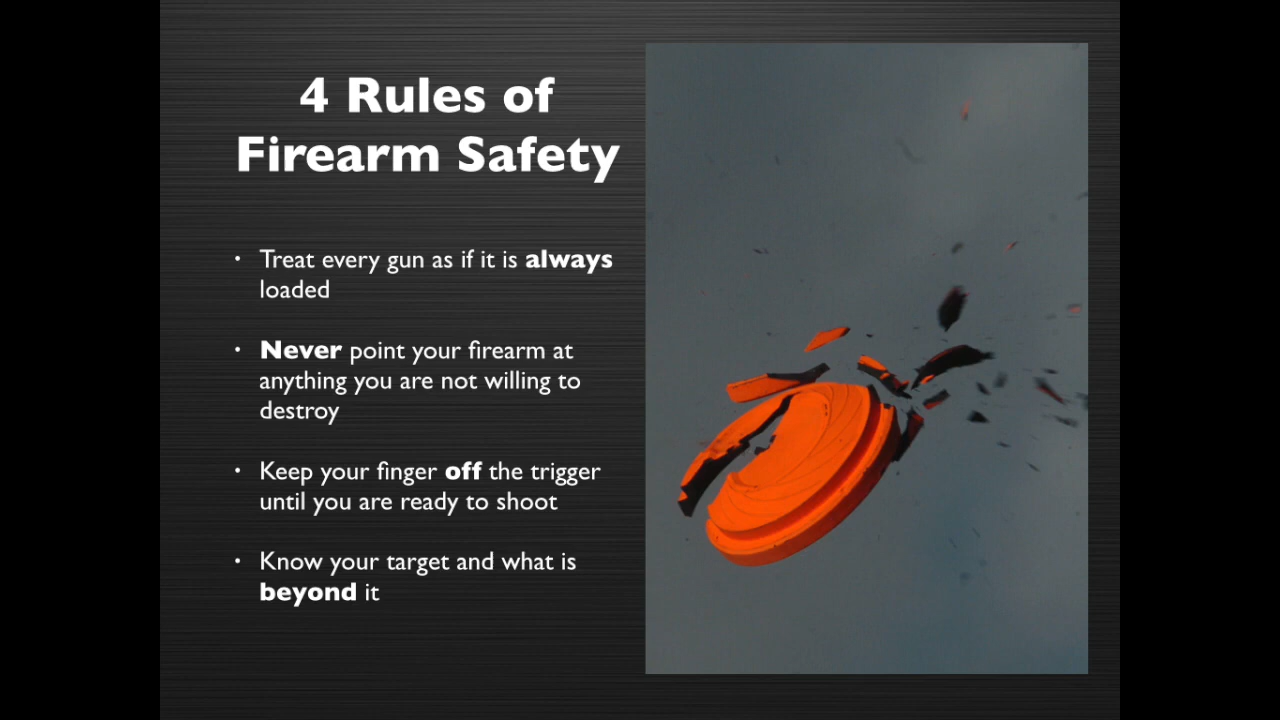 4 Rules of
Firearm Safety
• Treat every gun as if it is always
loaded
• Never point your firearm at
anything you are not willing to
destroy
• Keep your finger off the trigger
until you are ready to shoot
• Know your target and what is
beyond it